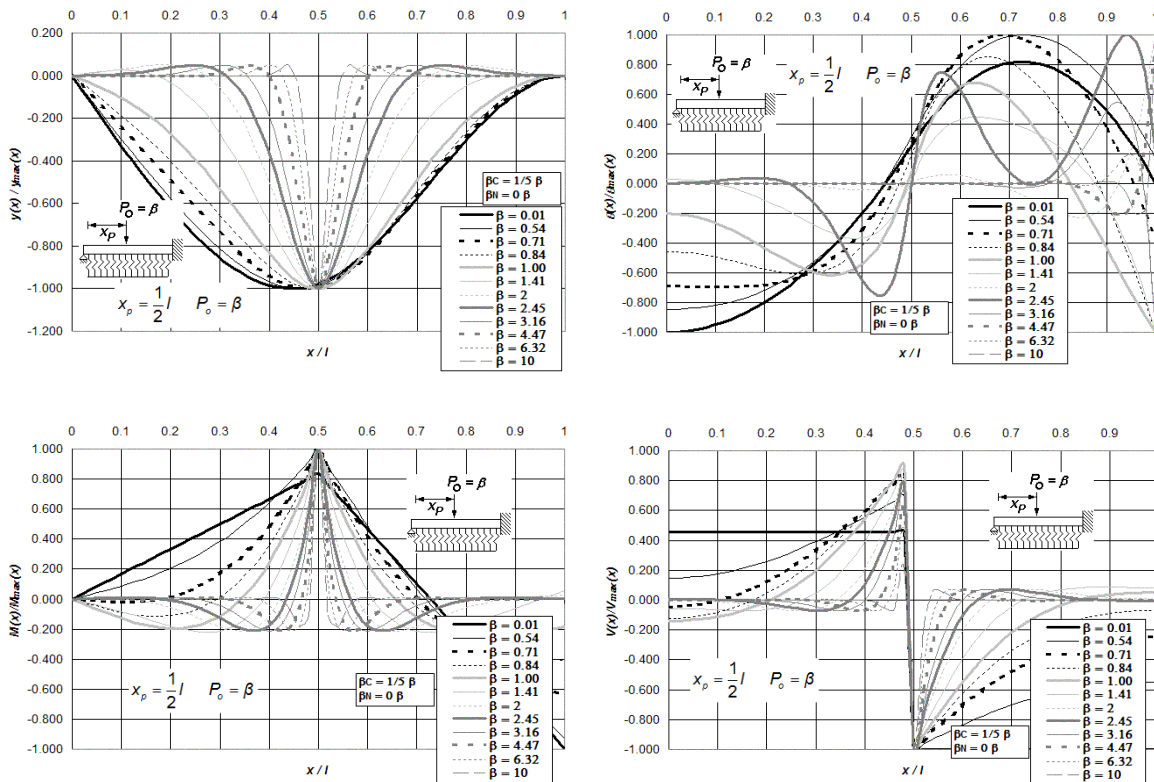 0 0.1 0.2 0.3 0.4 0.5 0.6 0.7 0.8 0.9 1
0.200
0.000
-0.200
-0.400
-0.600
-0.800
-1.000
-1.200
y(x) / ymax(x)
Po = β
xP
xp = 1/2 l Po = β
βC = 1/5 β
βN = 0 β
β = 0.01
β = 0.54
β = 0.71
β = 0.84
β = 1.00
β = 1.41
β = 2
β = 2.45
β = 3.16
β = 4.47
β = 6.32
β = 10
x / l
0 0.1 0.2 0.3 0.4 0.5 0.6 0.7 0.8 0.9 1
1.000
0.800
0.600
0.400
0.200
0.000
-0.200
-0.400
-0.600
-0.800
-1.000
Po = β
xP
xp = 1/2 l Po = β
βC = 1/5 β
βN = 0 β
β = 0.01
β = 0.54
β = 0.71
β = 0.84
β = 1.00
β = 1.41
β = 2
β = 2.45
β = 3.16
β = 4.47
β = 6.32
β = 10
x / l
0 0.1 0.2 0.3 0.4 0.5 0.6 0.7 0.8 0.9 1
1.000
0.800
0.600
0.400
0.200
0.000
-0.200
-0.400
-0.600
-0.800
-1.000
M(x)/Mmax(x)
Po = β
xP
xp = 1/2 l Po = β
βC = 1/5 β
βN = 0 β
β = 0.01
β = 0.54
β = 0.71
β = 0.84
β = 1.00
β = 1.41
β = 2
β = 2.45
β = 3.16
β = 4.47
β = 6.32
β = 10
x / l
0 0.1 0.2 0.3 0.4 0.5 0.6 0.7 0.8 0.9
1.000
0.800
0.600
0.400
0.200
0.000
-0.200
-0.400
-0.600
-0.800
-1.000
V(x)/Vmax(x)
Po = β
xP
xp = 1/2 l Po = β
βC = 1/5 β
βN = 0 β
β = 0.01
β = 0.54
β = 0.71
β = 0.84
β = 1.00
β = 1.41
β = 2
β = 2.45
β = 3.16
β = 4.47
β = 6.32
β = 10
x / l